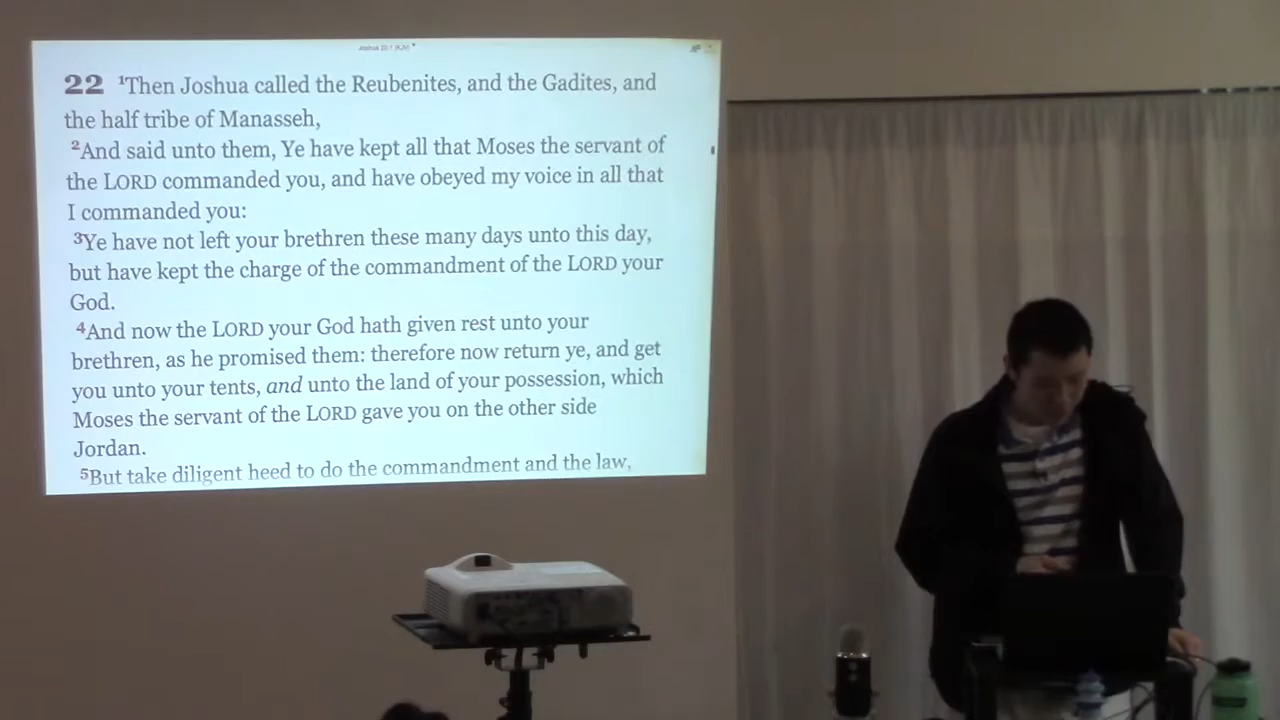 Joshua 22:1 (KJV)
22 1Then Joshua called the Reubenites, and the Gadites, and
the half tribe of Manasseh,
2And said unto them, Ye have kept all that Moses the servant of
the LORD commanded you, and have obeyed my voice in all that
I commanded you:
3Ye have not left your brethren these many days unto this day,
but have kept the charge of the commandment of the LORD your
God.
4And now the LORD your God hath given rest unto your
brethren, as he promised them: therefore now return ye, and get
you unto your tents, and unto the land of your possession, which
Moses the servant of the LORD gave you on the other side
Jordan.
5But take diligent heed to do the commandment and the law,